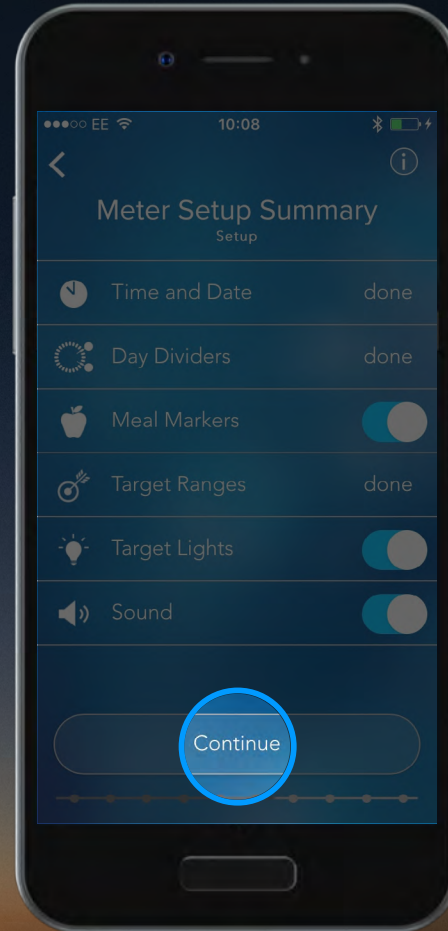 EE 10:08
Meter Setup Summary
Setup
Time and Date done
Day Dividers done
Meal Markers
Target Ranges done
Target Lights
Sound
Continue